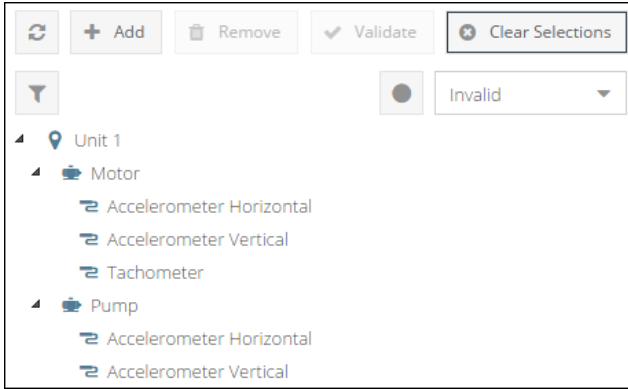 Add Remove Validate Clear Selections
Invalid
Unit 1
Motor
Accelerometer Horizontal
Accelerometer Vertical
Tachometer
Pump
Accelerometer Horizontal
Accelerometer Vertical